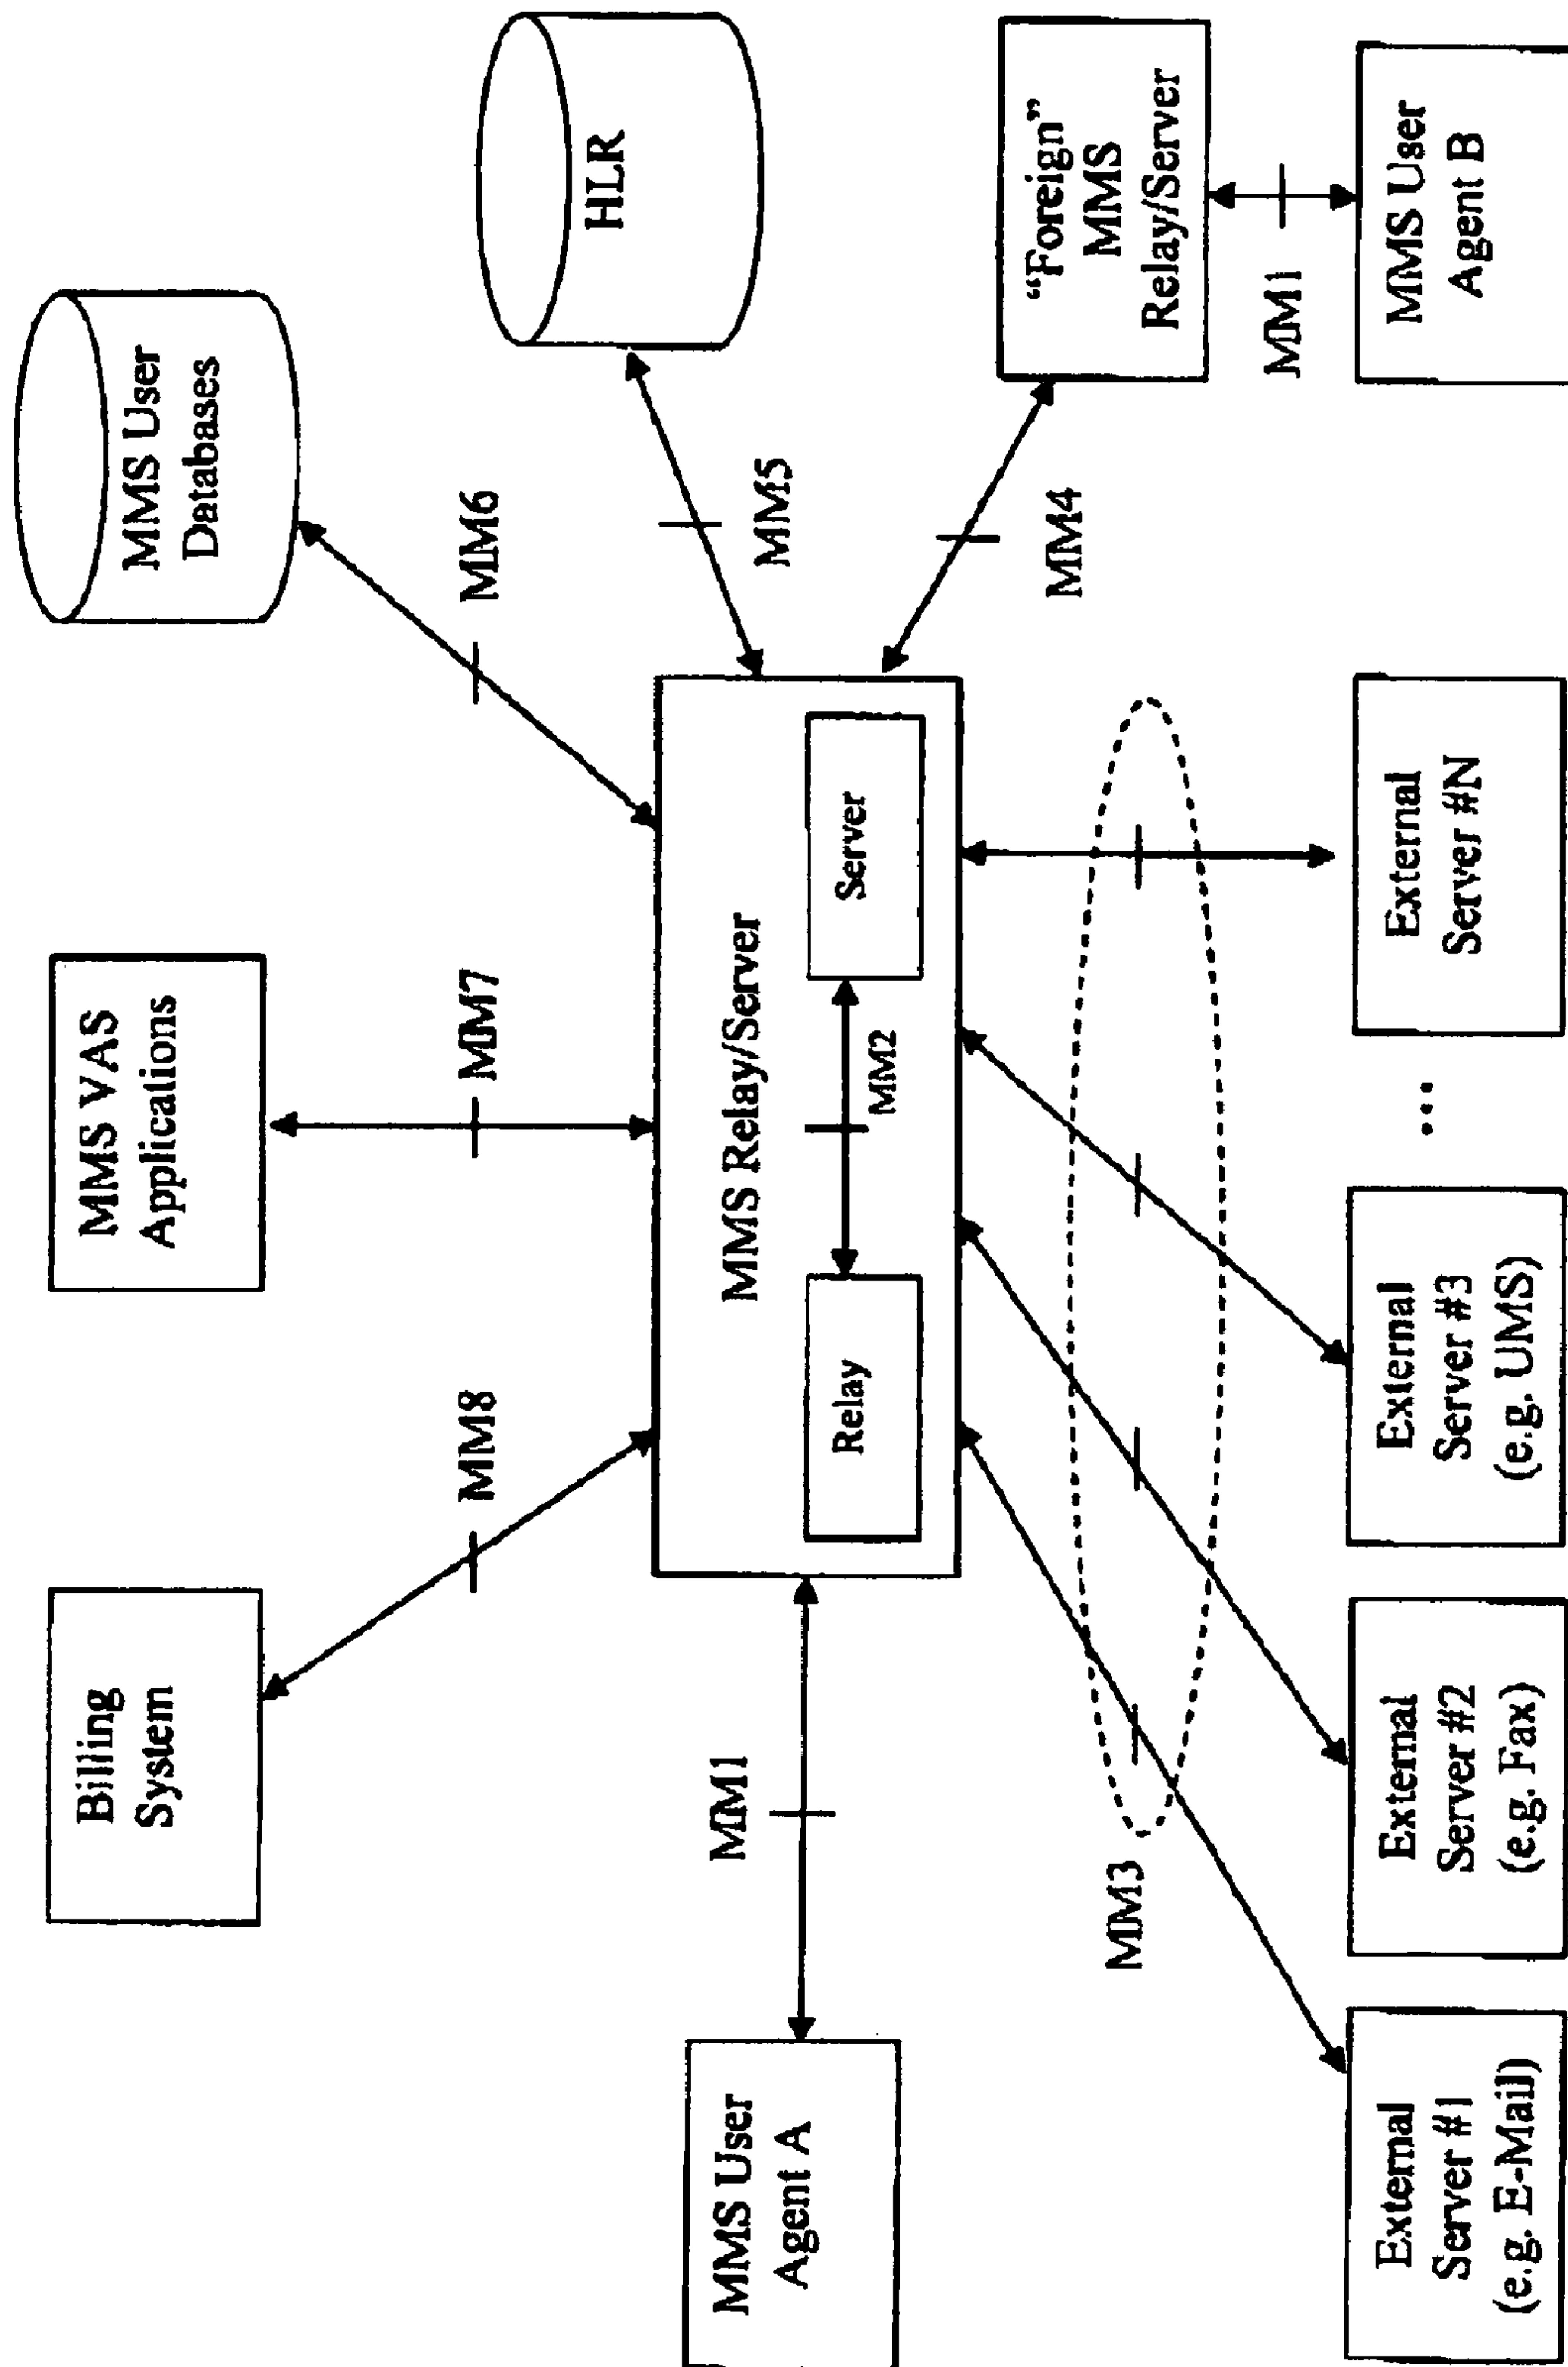 Billing
System
MMS VAS
Applications
MMS User
Databases
HLR
MM8
MM7
MM6
MM5
MMS User
Agent A
MM1
MMS Relay/Server
Relay
MM2
Server
MM4
"Foreign"
MMS
Relay/Server
MM1
MMS User
Agent B
MM3
External
Server #1
(e.g. E-Mail)
External
Server #2
(e.g. Fax)
External
Server #3
(e.g. UMS)
...
External
Server #N